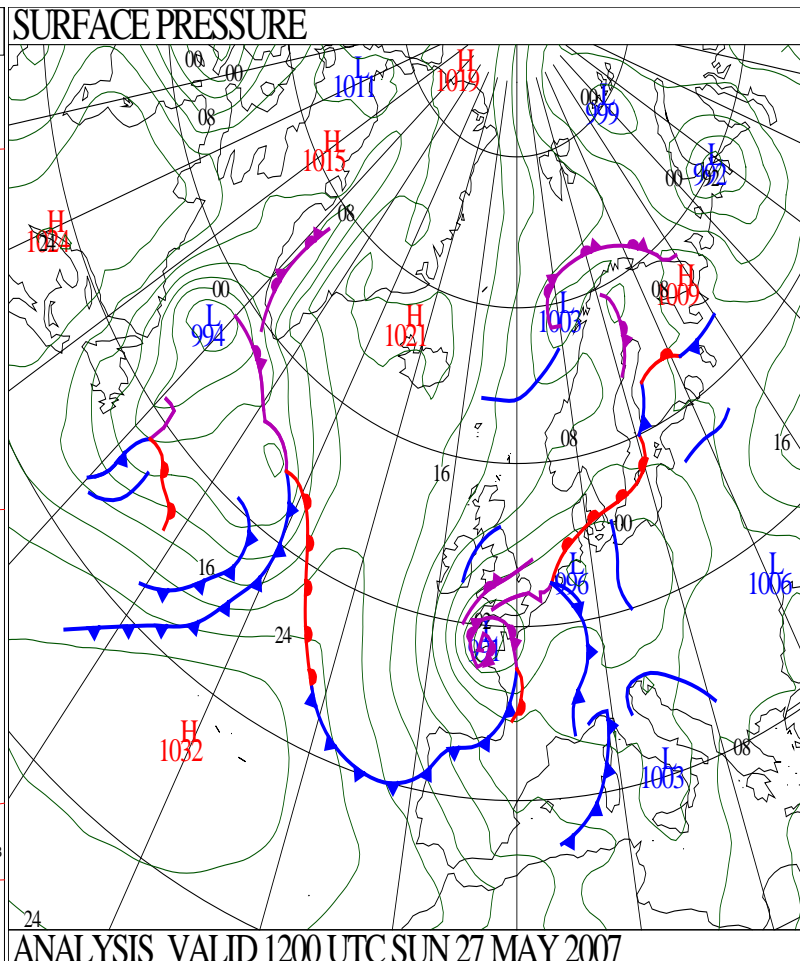 SURFACE PRESSURE
00
00
L
1011
H
1019
00
L
999
08
H
1015
L
992
00
H
1024
08
00
L
994
H
1021
L
1003
H
1009
08
08
16
16
00
16
L
996
L
1006
24
L
H
1032
L
1003
08
24
ANALYSIS VALID 1200 UTC SUN 27 MAY 2007